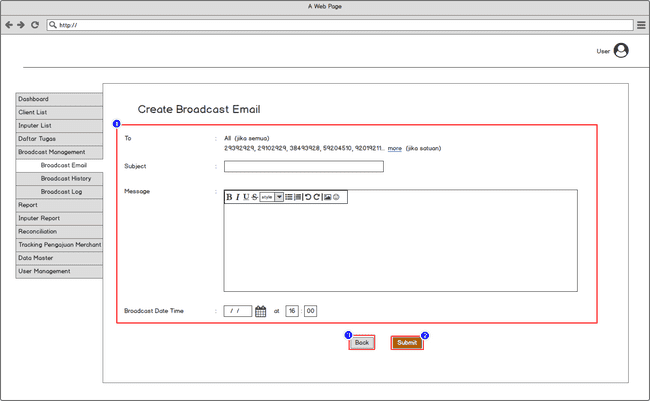 A Web Page
http://
User
Dashboard
Client List
Inputer List
Daftar Tugas
Broadcast Management
Broadcast Email
Broadcast History
Broadcast Log
Report
Inputer Report
Reconciliation
Tracking Pengajuan Merchant
Data Master
User Management
Create Broadcast Email
To : All (jika semua)
29392929, 29102929, 38493928, 59204510, 92019211... more (jika satuan)
Subject :
Message :
B I U S style
Broadcast Date Time : / / at 16 : 00
1 Back
Submit 2